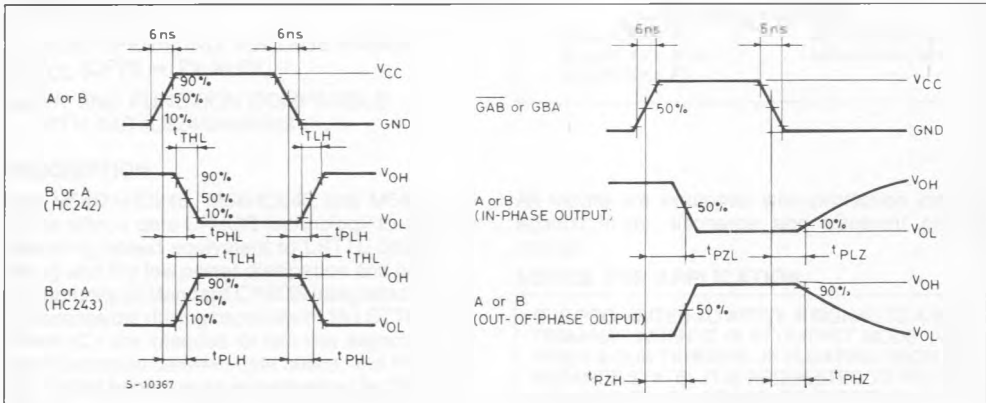 6ns 6ns
A or B
90%
50%
10%
VCC
GND
tTHL tTLH
B or A
(HC242)
90%
50%
10%
VOH
VOL
tPHL tPLH
tTLH tTHL
B or A
(HC243)
90%
50%
10%
VOH
VOL
tPLH tPHL
S-10367
6ns 6ns
GAB or GBA
50%
VCC
GND
A or B
(IN-PHASE OUTPUT)
50%
10%
VOH
VOL
tPZL tPLZ
A or B
(OUT-OF-PHASE OUTPUT)
50%
90%
VOH
VOL
tPZH tPHZ